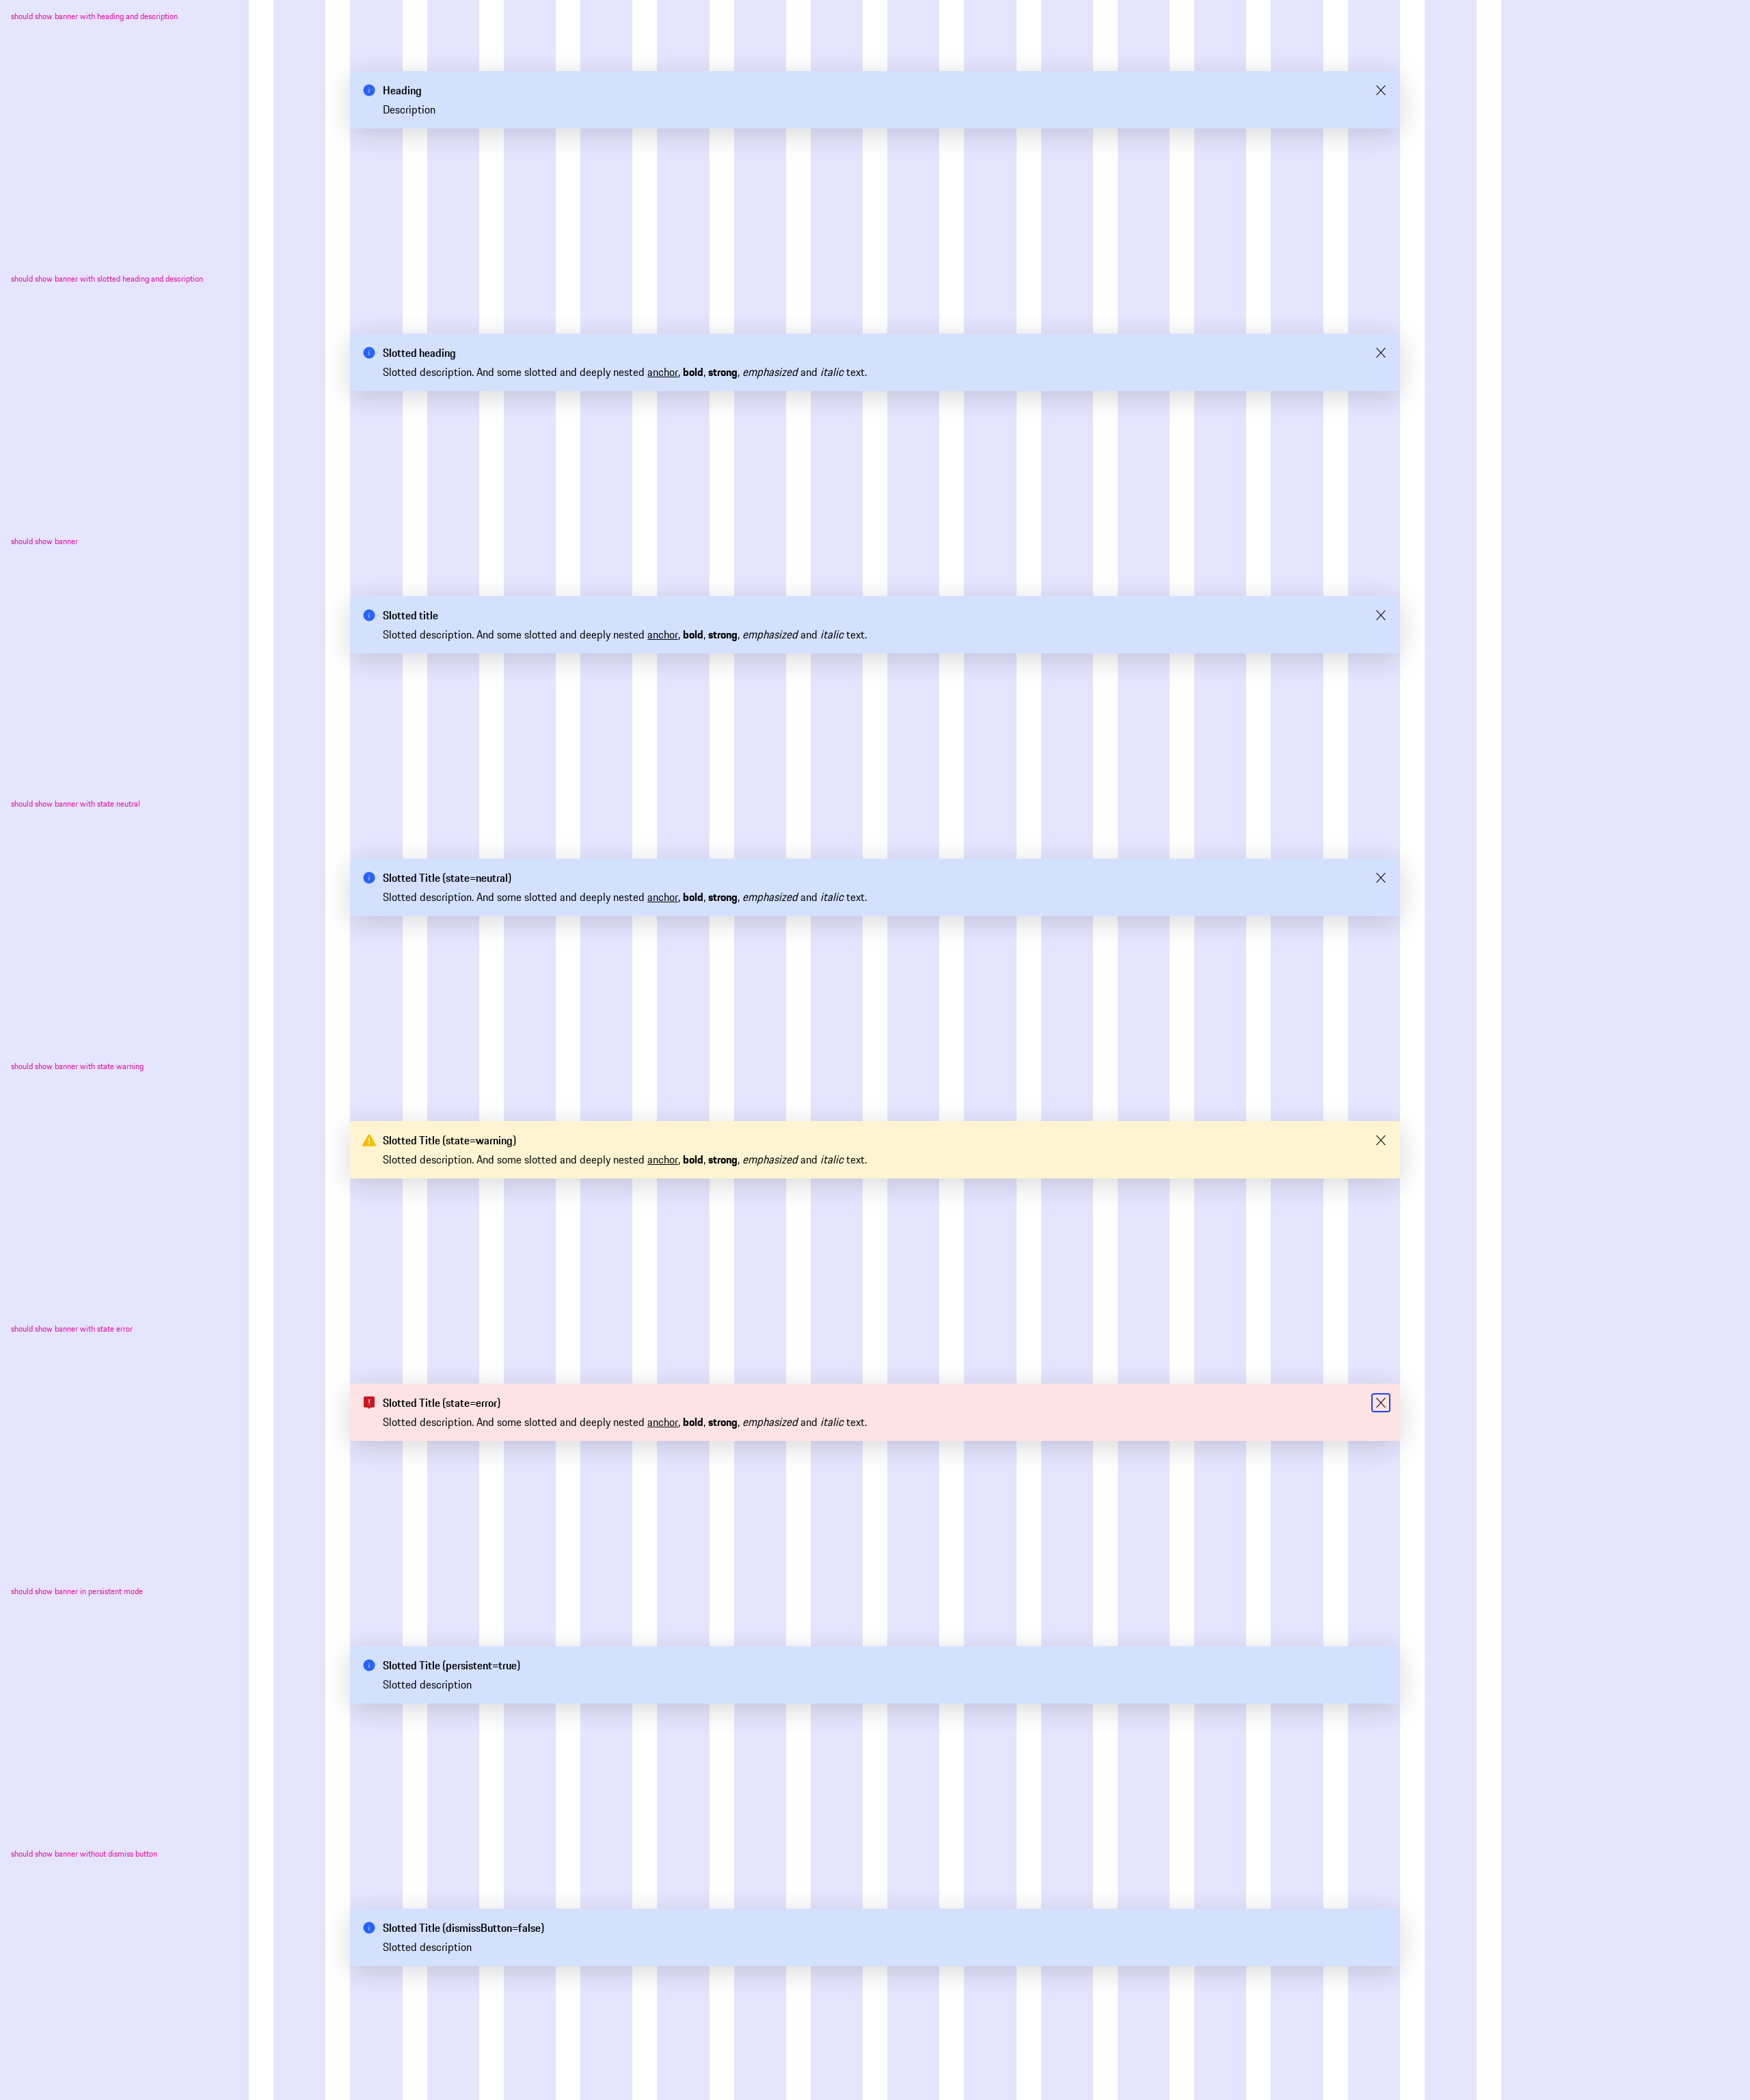 should show banner with heading and description
Heading
Description
should show banner with slotted heading and description
Slotted heading
Slotted description. And some slotted and deeply nested anchor, bold, strong, emphasized and italic text.
should show banner
Slotted title
Slotted description. And some slotted and deeply nested anchor, bold, strong, emphasized and italic text.
should show banner with state neutral
Slotted Title (state=neutral)
Slotted description. And some slotted and deeply nested anchor, bold, strong, emphasized and italic text.
should show banner with state warning
Slotted Title (state=warning)
Slotted description. And some slotted and deeply nested anchor, bold, strong, emphasized and italic text.
should show banner with state error
Slotted Title (state=error)
Slotted description. And some slotted and deeply nested anchor, bold, strong, emphasized and italic text.
should show banner in persistent mode
Slotted Title (persistent=true)
Slotted description
should show banner without dismiss button
Slotted Title (dismissButton=false)
Slotted description